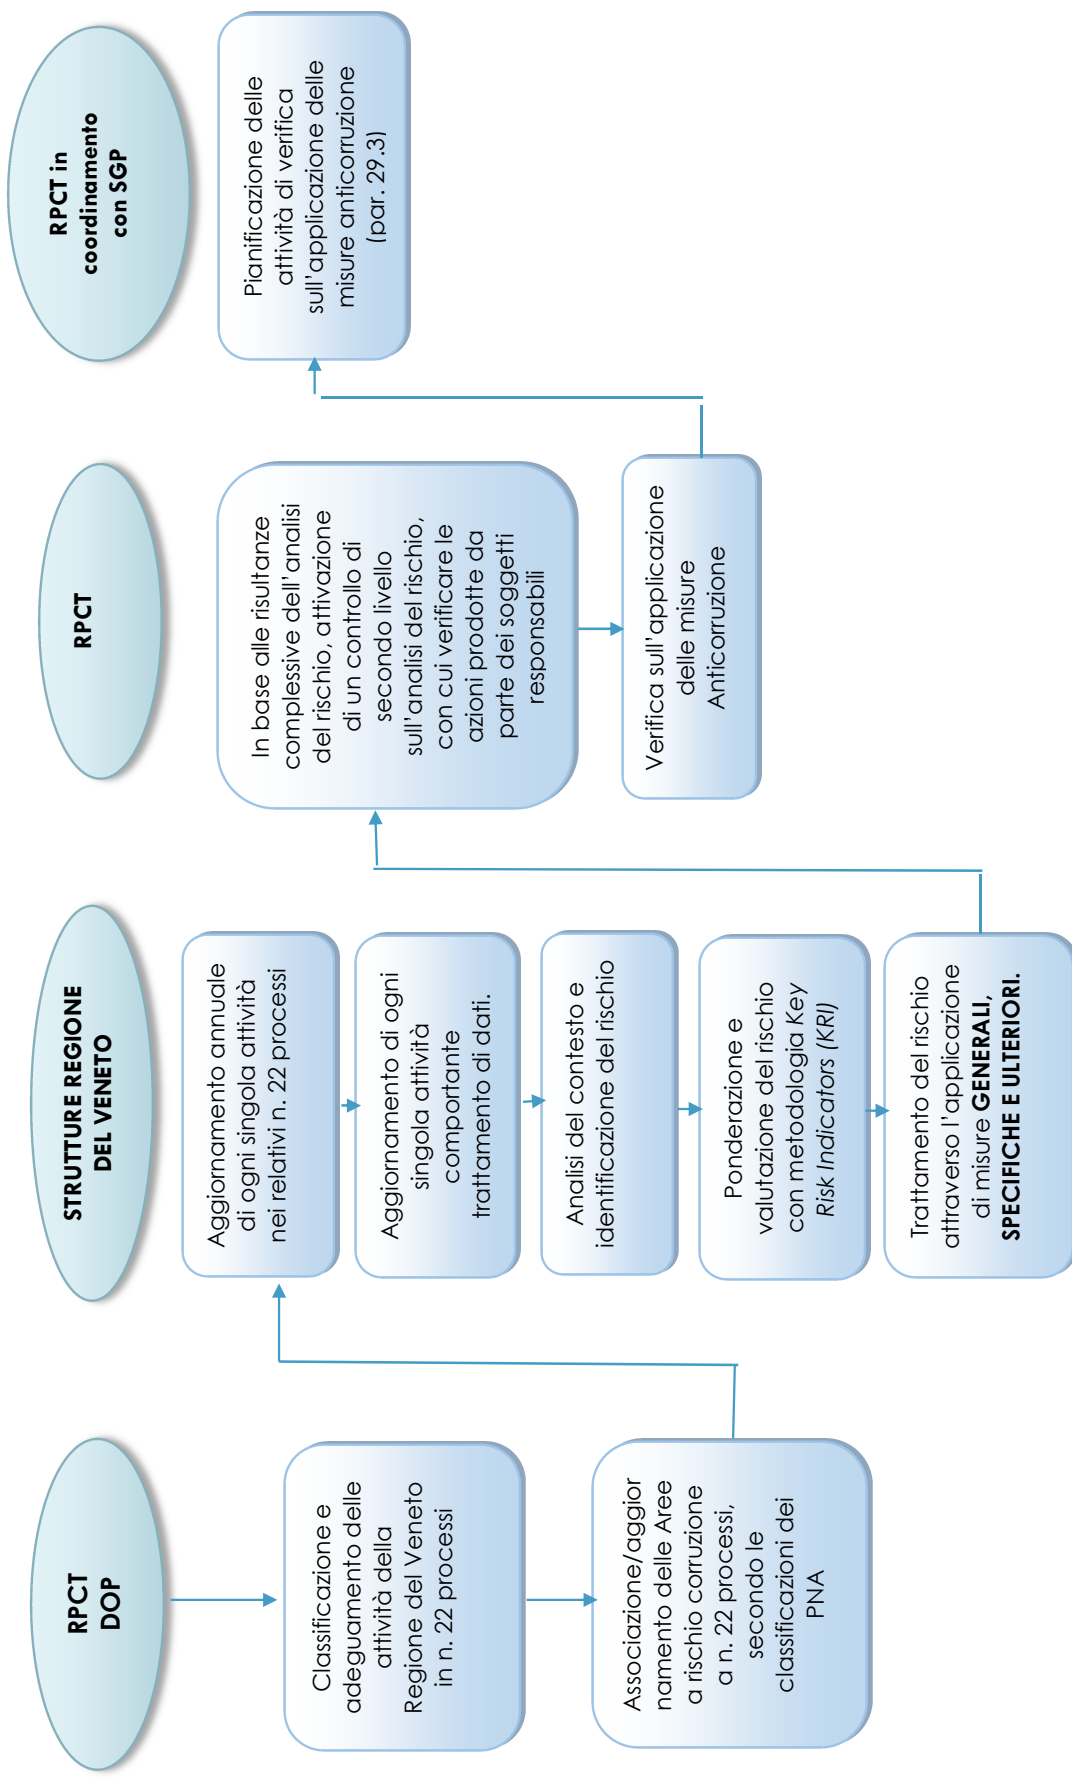 RPCT
DOP
Classificazione e
adeguamento delle
attività della
Regione del Veneto
in n. 22 processi
Associazione/aggior
namento delle Aree
a rischio corruzione
a n. 22 processi,
secondo le
classificazioni dei
PNA
STRUTTURE REGIONE
DEL VENETO
Aggiornamento annuale
di ogni singola attività
nei relativi n. 22 processi
Aggiornamento di ogni
singola attività
comportante
trattamento di dati.
Analisi del contesto e
identificazione del rischio
Ponderazione e
valutazione del rischio
con metodologia Key
Risk Indicators (KRI)
Trattamento del rischio
attraverso l'applicazione
di misure GENERALI,
SPECIFICHE E ULTERIORI.
RPCT
In base alle risultanze
complessive dell'analisi
del rischio, attivazione
di un controllo di
secondo livello
sull'analisi del rischio,
con cui verificare le
azioni prodotte da
parte dei soggetti
responsabili
Verifica sull'applicazione
delle misure
Anticorruzione
RPCT in
coordinamento
con SGP
Pianificazione delle
attività di verifica
sull'applicazione delle
misure anticorruzione
(par. 29.3)